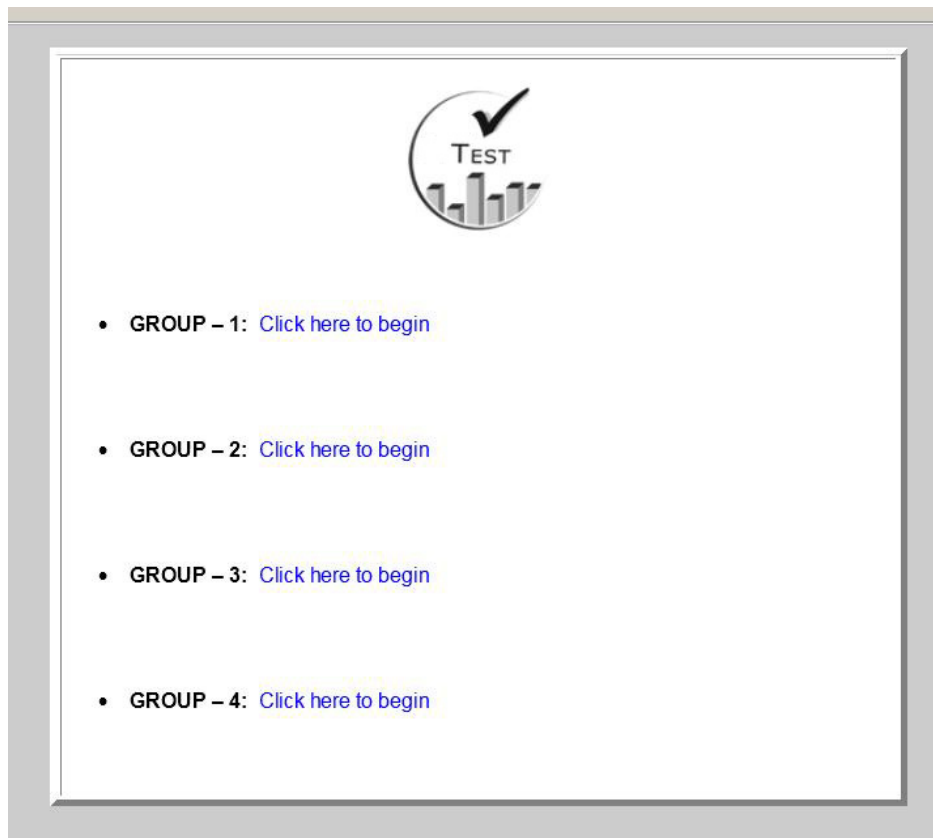 TEST
• GROUP – 1: Click here to begin
• GROUP – 2: Click here to begin
• GROUP – 3: Click here to begin
• GROUP – 4: Click here to begin